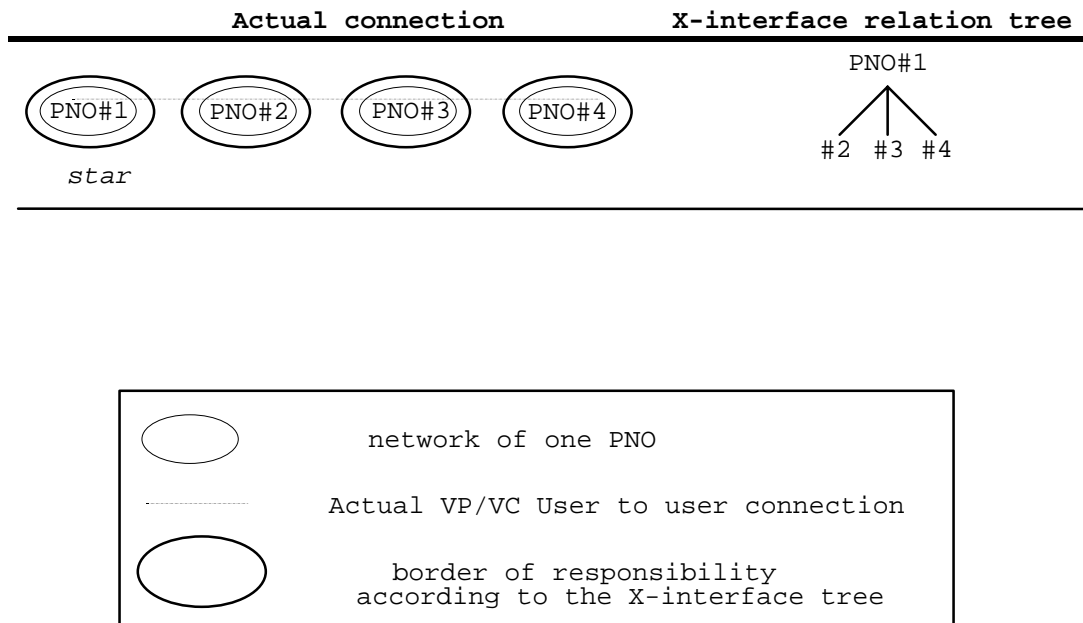 Actual connection X-interface relation tree
PNO#1
PNO#1 PNO#2 PNO#3 PNO#4
#2 #3 #4
star
network of one PNO
Actual VP/VC User to user connection
border of responsibility
according to the X-interface tree